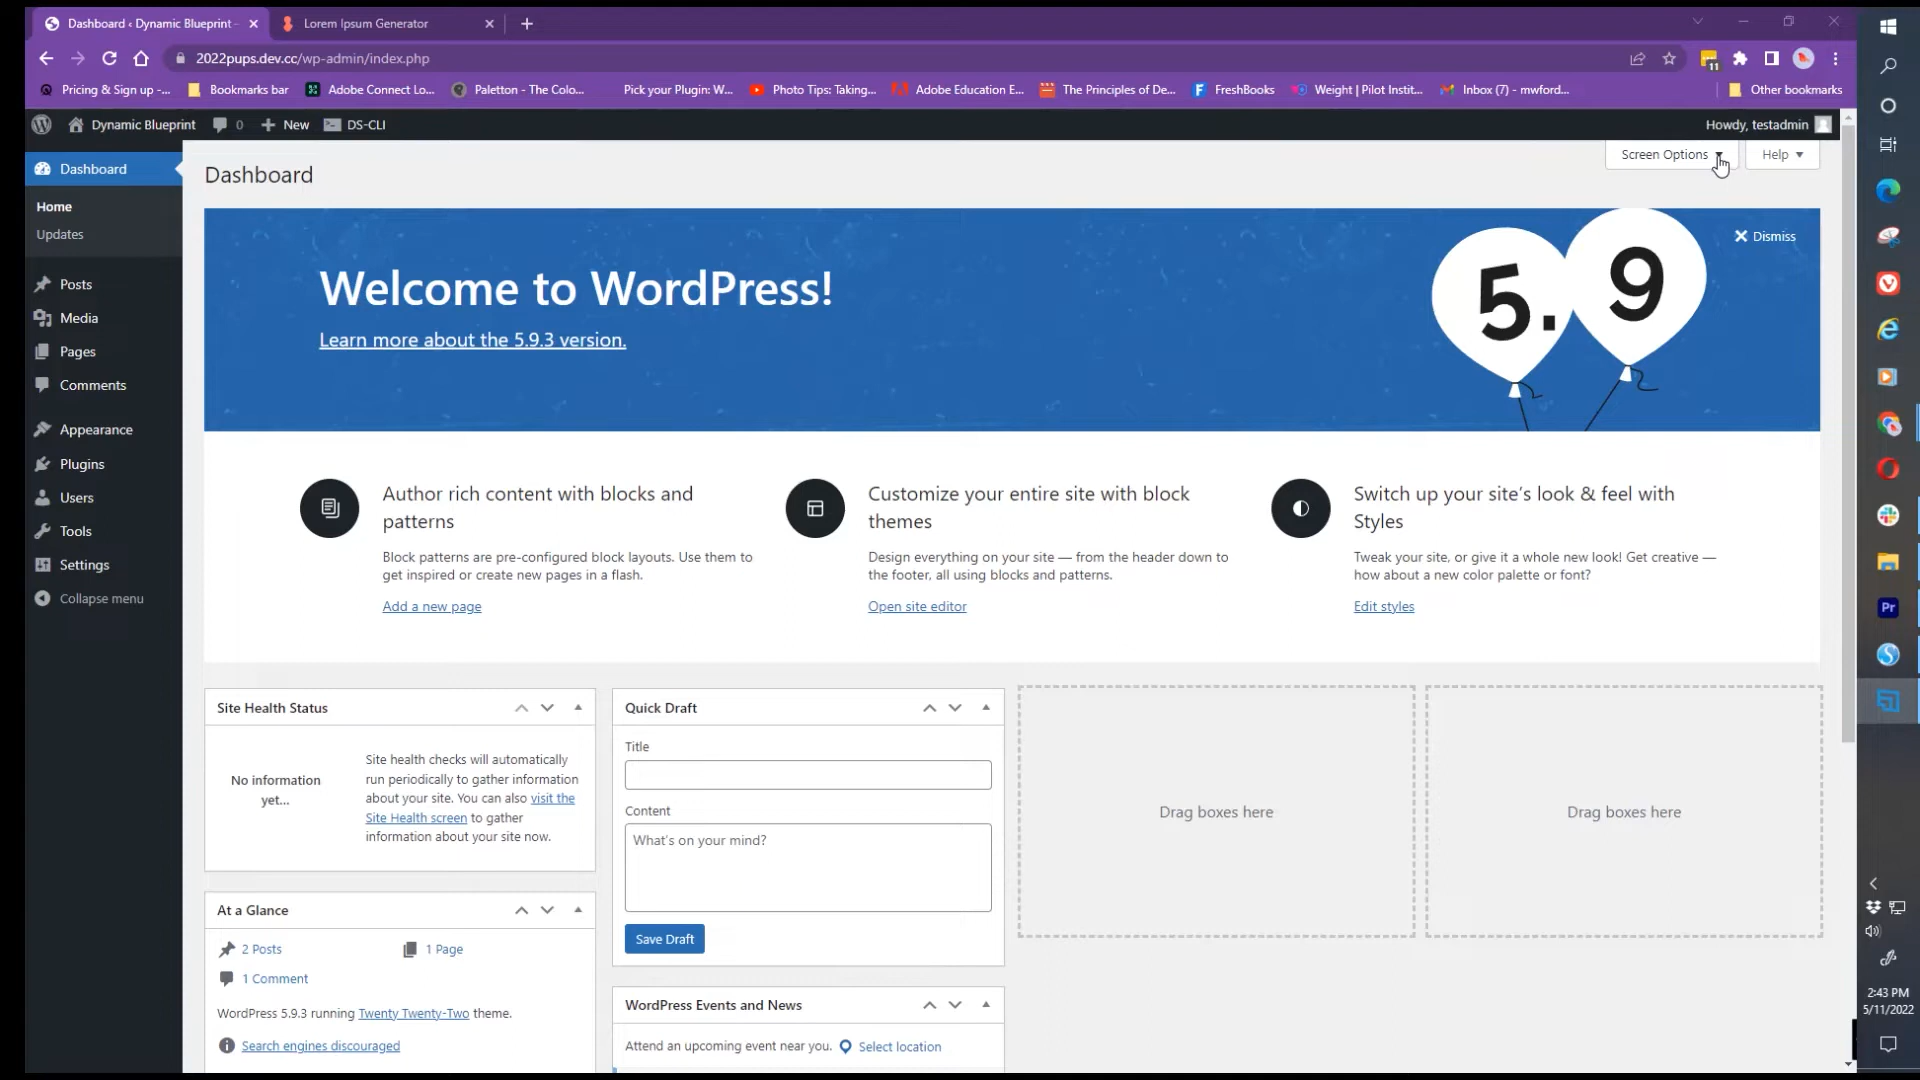 Dashboard ‹ Dynamic Blueprint –
Lorem Ipsum Generator
2022pups.dev.cc/wp-admin/index.php
11
Pricing & Sign up -...
Bookmarks bar
Adobe Connect Lo...
Paletton - The Colo...
Pick your Plugin: W...
Photo Tips: Taking...
Adobe Education E...
The Principles of De...
FreshBooks
Weight | Pilot Instit...
Inbox (7) - mwford...
Other bookmarks
Dynamic Blueprint
0
New
DS-CLI
Howdy, testadmin
Screen Options
Help
Dashboard
Home
Updates
Posts
Media
Pages
Comments
Appearance
Plugins
Users
Tools
Settings
Collapse menu
Dashboard
Dismiss
Welcome to WordPress!
Learn more about the 5.9.3 version.
5.9
Author rich content with blocks and
patterns
Block patterns are pre-configured block layouts. Use them to
get inspired or create new pages in a flash.
Add a new page
Customize your entire site with block
themes
Design everything on your site — from the header down to
the footer, all using blocks and patterns.
Open site editor
Switch up your site's look & feel with
Styles
Tweak your site, or give it a whole new look! Get creative —
how about a new color palette or font?
Edit styles
Site Health Status
No information
yet...
Site health checks will automatically
run periodically to gather information
about your site. You can also visit the
Site Health screen to gather
information about your site now.
At a Glance
2 Posts
1 Page
1 Comment
WordPress 5.9.3 running Twenty Twenty-Two theme.
Search engines discouraged
Quick Draft
Title
Content
What's on your mind?
Save Draft
WordPress Events and News
Attend an upcoming event near you.
Select location
Drag boxes here
Drag boxes here
Pr
2:43 PM
5/11/2022